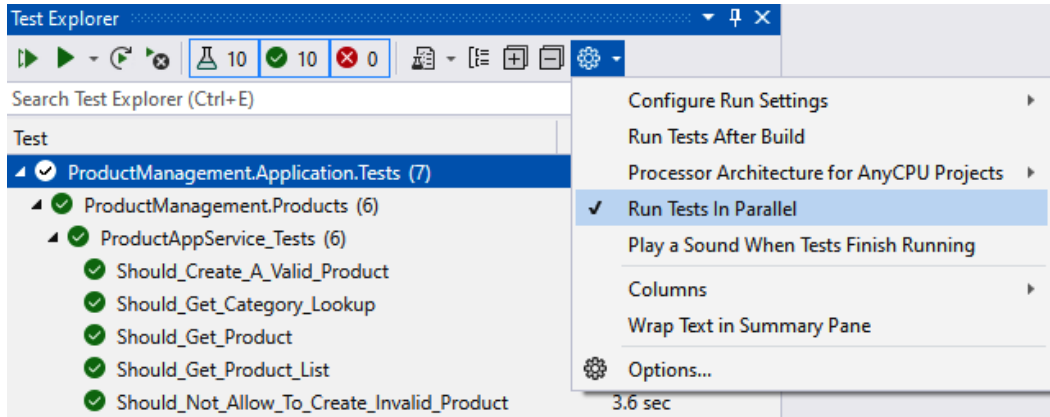 Test Explorer
10 10 0
Search Test Explorer (Ctrl+E)
Test
ProductManagement.Application.Tests (7)
ProductManagement.Products (6)
ProductAppService_Tests (6)
Should_Create_A_Valid_Product
Should_Get_Category_Lookup
Should_Get_Product
Should_Get_Product_List
Should_Not_Allow_To_Create_Invalid_Product 3.6 sec
Configure Run Settings
Run Tests After Build
Processor Architecture for AnyCPU Projects
Run Tests In Parallel
Play a Sound When Tests Finish Running
Columns
Wrap Text in Summary Pane
Options...